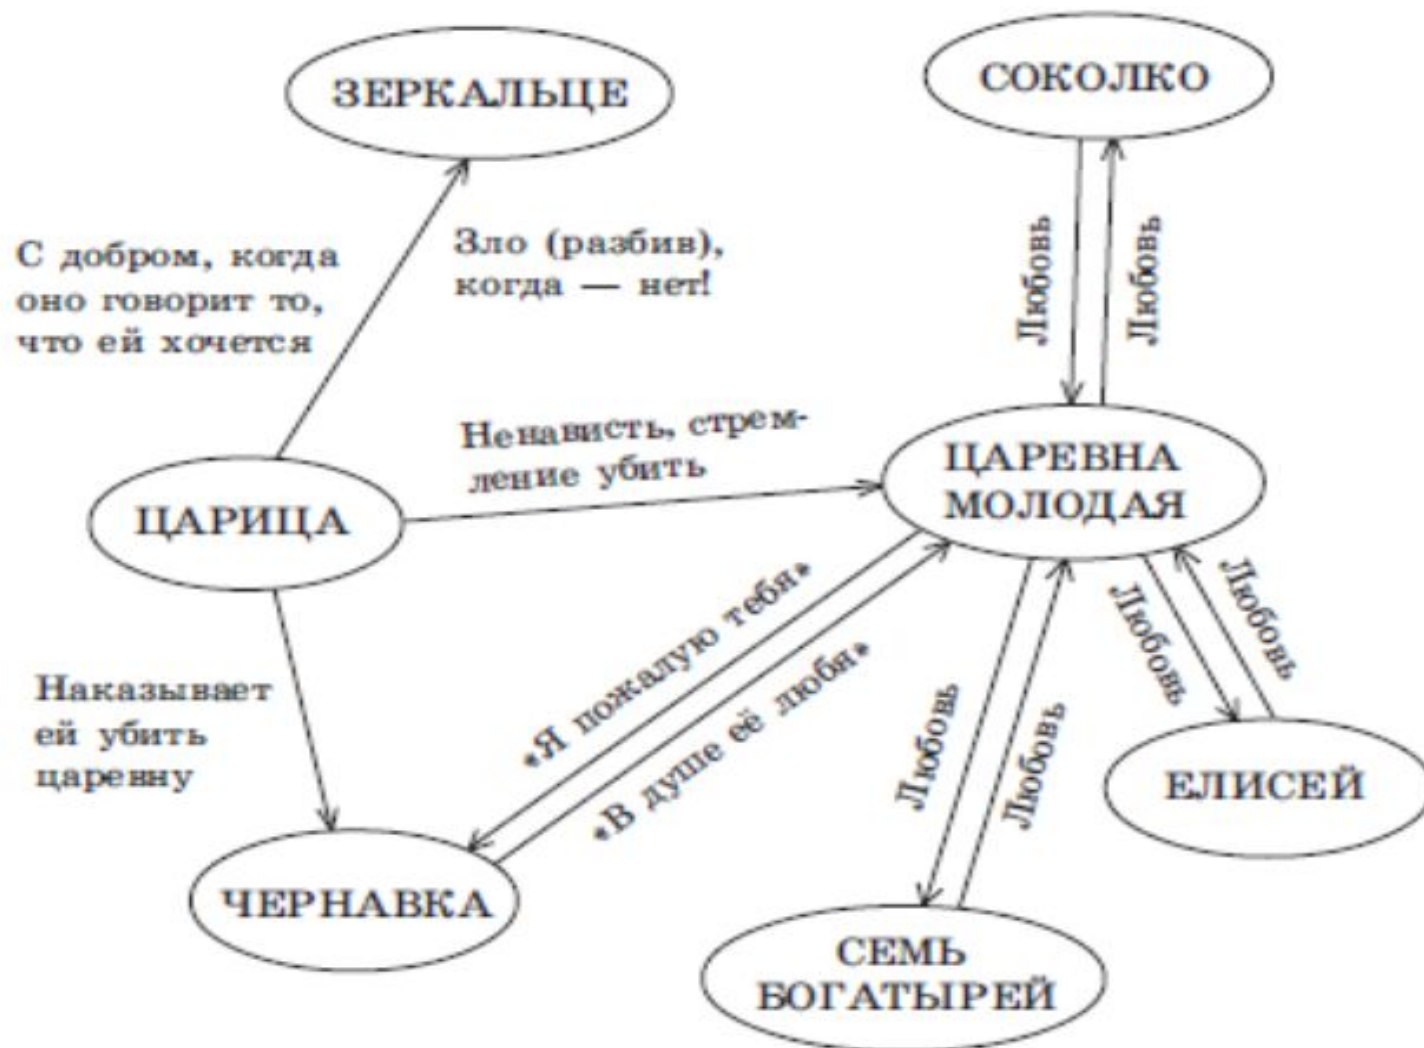 ЗЕРКАЛЬЦЕ
СОКОЛКО
С добром, когда
оно говорит то,
что ей хочется
Зло (разбив),
когда — нет!
Любовь
Любовь
Ненависть, стрем-
ление убить
ЦАРЕВНА
МОЛОДАЯ
ЦАРИЦА
«Я пожалую тебя»
«В душе её любя»
Любовь
Любовь
Любовь
Любовь
Наказывает
ей убить
царевну
ЕЛИСЕЙ
ЧЕРНАВКА
СЕМЬ
БОГАТЫРЕЙ